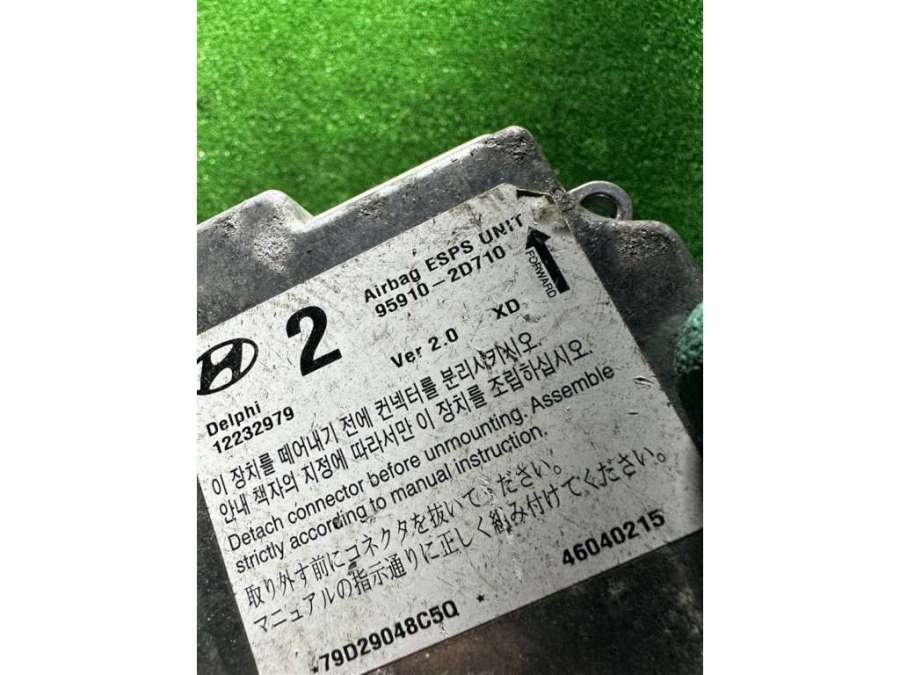 Airbag ESPS UNIT
95910-2D710
FORWARD
2
Ver 2.0 XD
Delphi
12232979
이 장치를 떼어내기 전에 컨넥터를 분리시키시오.
안내 책자의 지정에 따라서만 이 장치를 조립하십시오.
Detach connector before unmounting. Assemble
strictly according to manual instruction.
取り外す前にコネクタを抜いてください。
マニュアルの指示通りに正しく組み付けてください。
46040215
*79D29048C5Q *